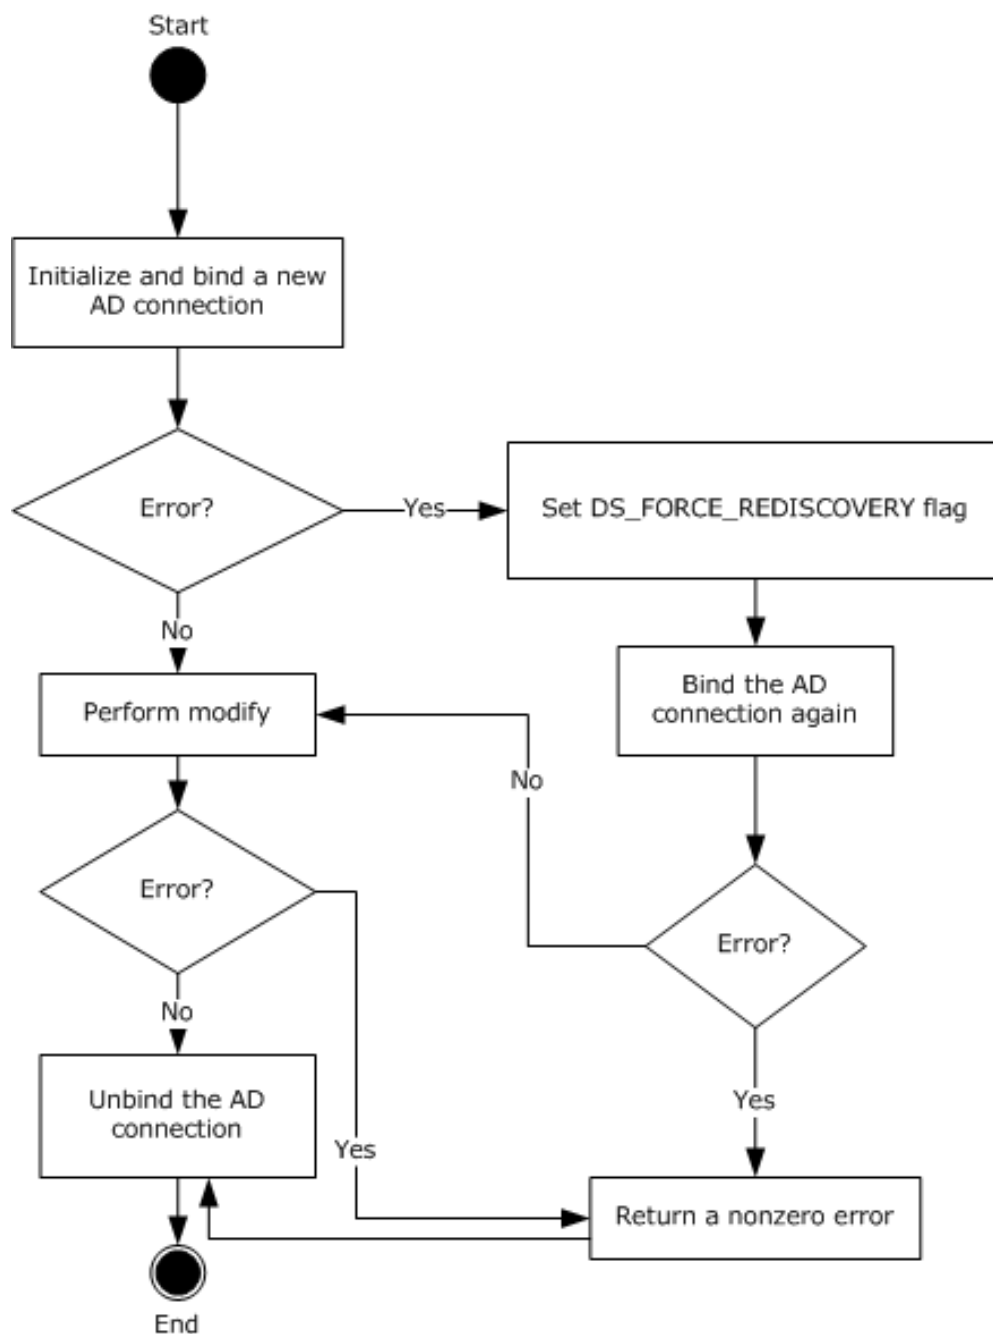 Start
Initialize and bind a new
AD connection
Error?
Yes
Set DS_FORCE_REDISCOVERY flag
No
Perform modify
Bind the AD
connection again
No
Error?
Error?
No
Unbind the AD
connection
Yes
Yes
Return a nonzero error
End